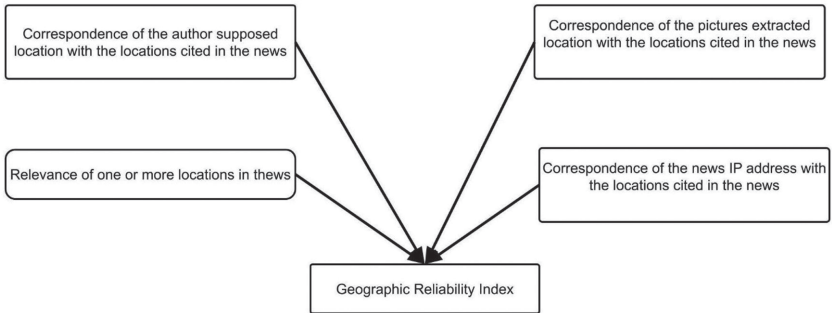 Correspondence of the author supposed
location with the locations cited in the news
Correspondence of the pictures extracted
location with the locations cited in the news
Relevance of one or more locations in thews
Correspondence of the news IP address with
the locations cited in the news
Geographic Reliability Index